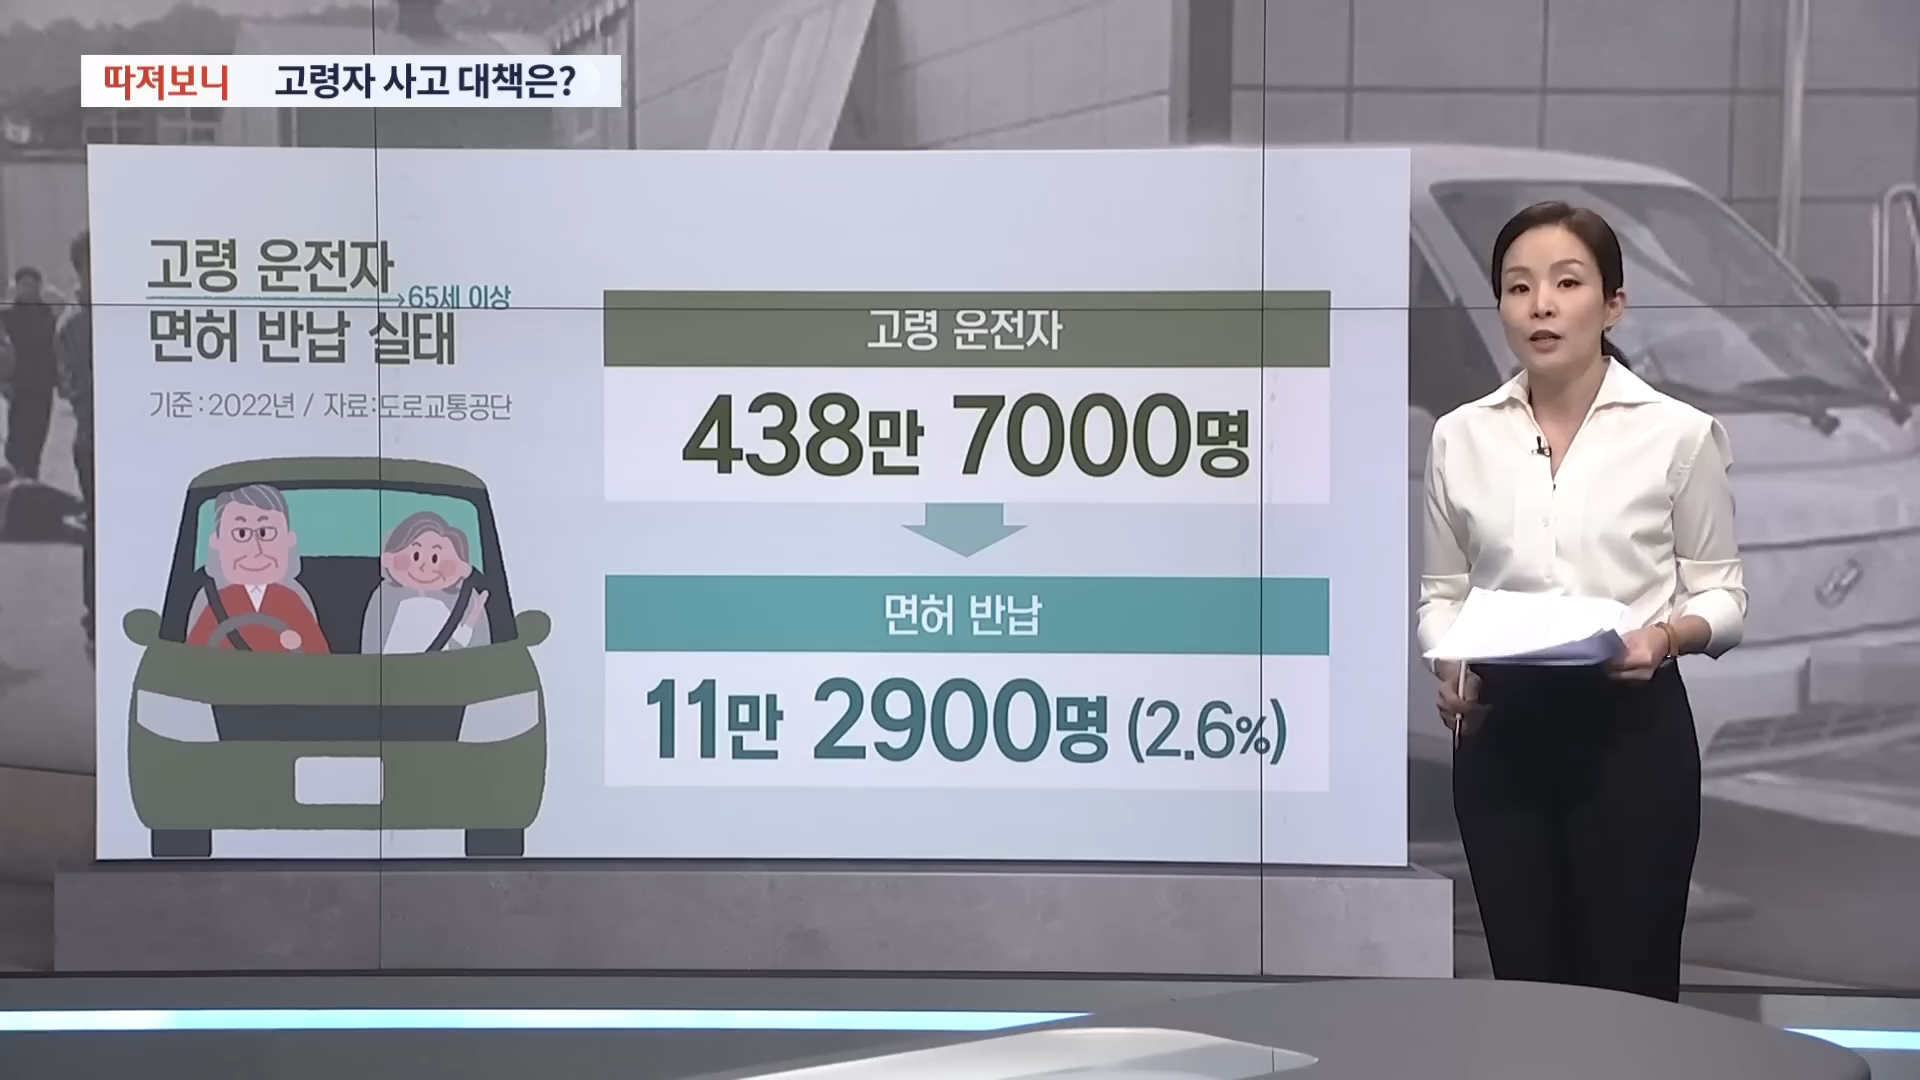 따져보니 고령자 사고 대책은?
고령 운전자
›65세 이상
면허 반납 실태
기준:2022년 / 자료:도로교통공단
고령 운전자
438만 7000명
면허 반납
11만 2900명 (2.6%)